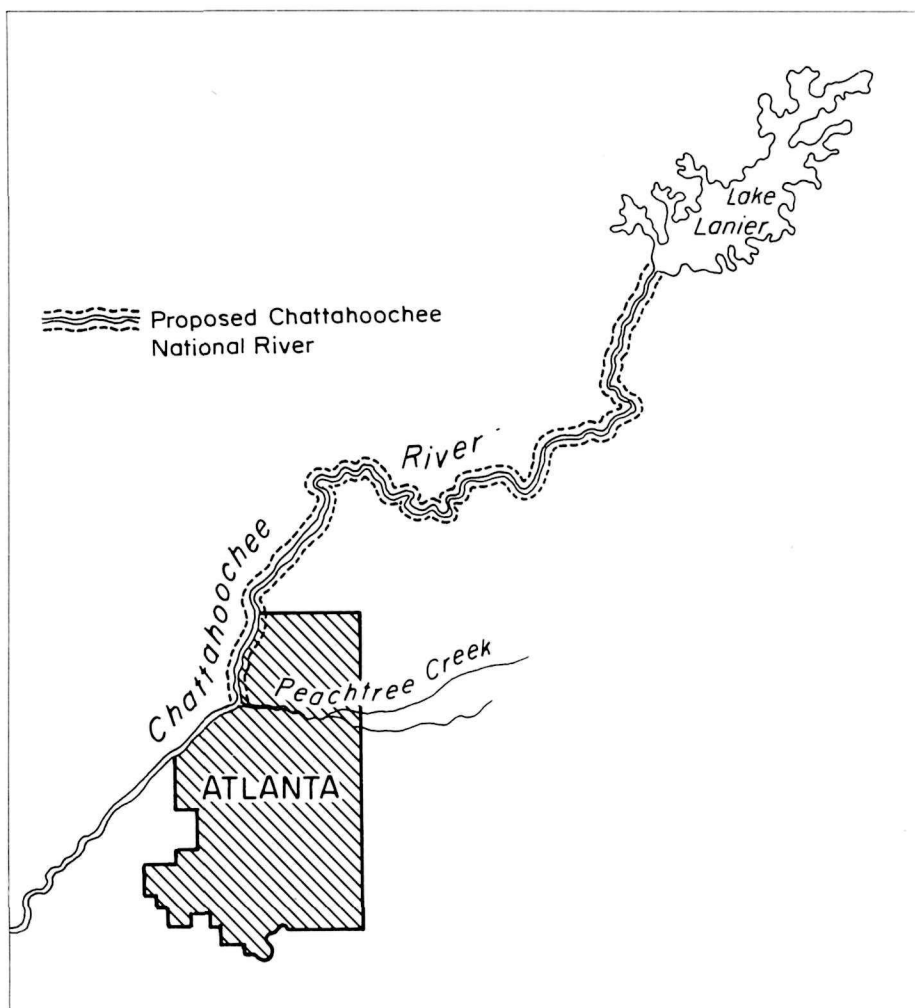 Lake
Lanier
Proposed Chattahoochee
National River
River
Chattahoochee
Peachtree Creek
ATLANTA